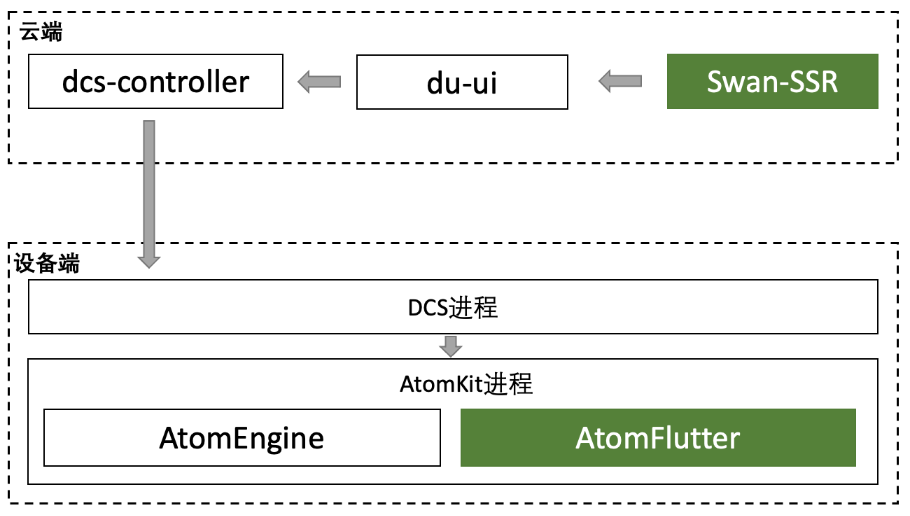 云端
dcs-controller
du-ui
Swan-SSR
设备端
DCS进程
AtomKit进程
AtomEngine
AtomFlutter